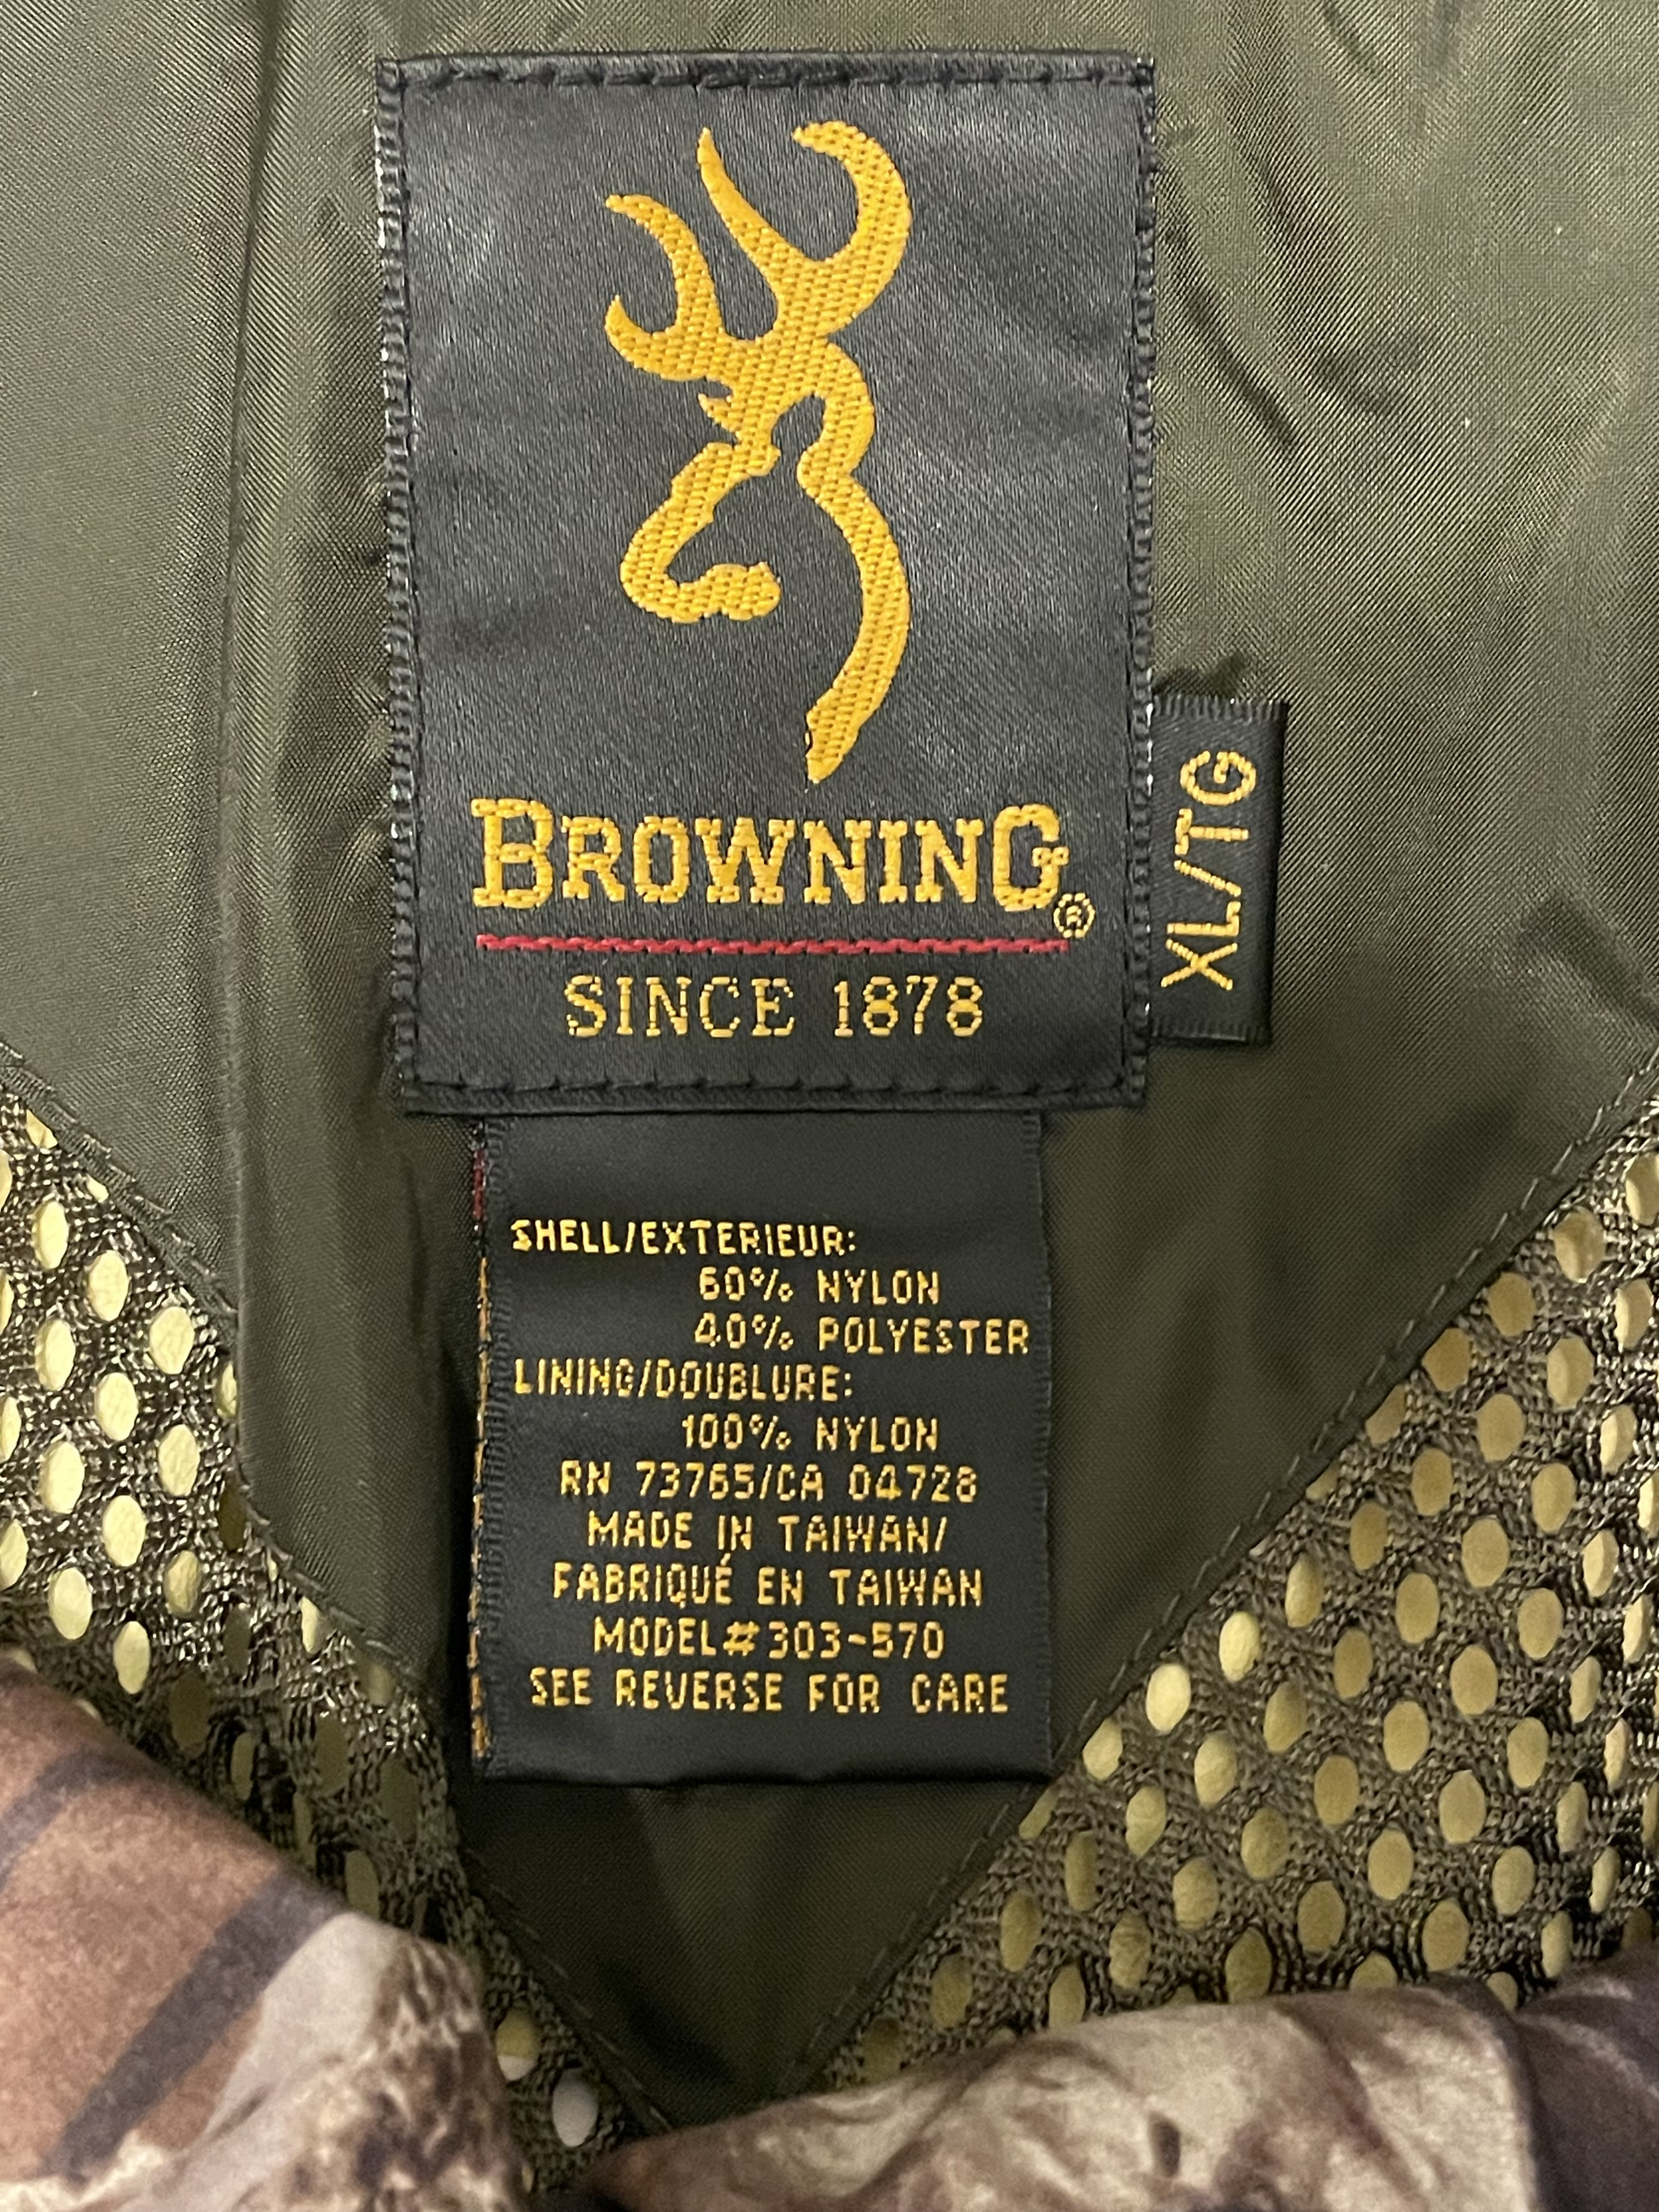 BROWNING®
SINCE 1878
XL/TG
SHELL/EXTERIEUR:
60% NYLON
40% POLYESTER
LINING/DOUBLURE:
100% NYLON
RN 73765/CA 04728
MADE IN TAIWAN/
FABRIQUÉ EN TAIWAN
MODEL#303-570
SEE REVERSE FOR CARE